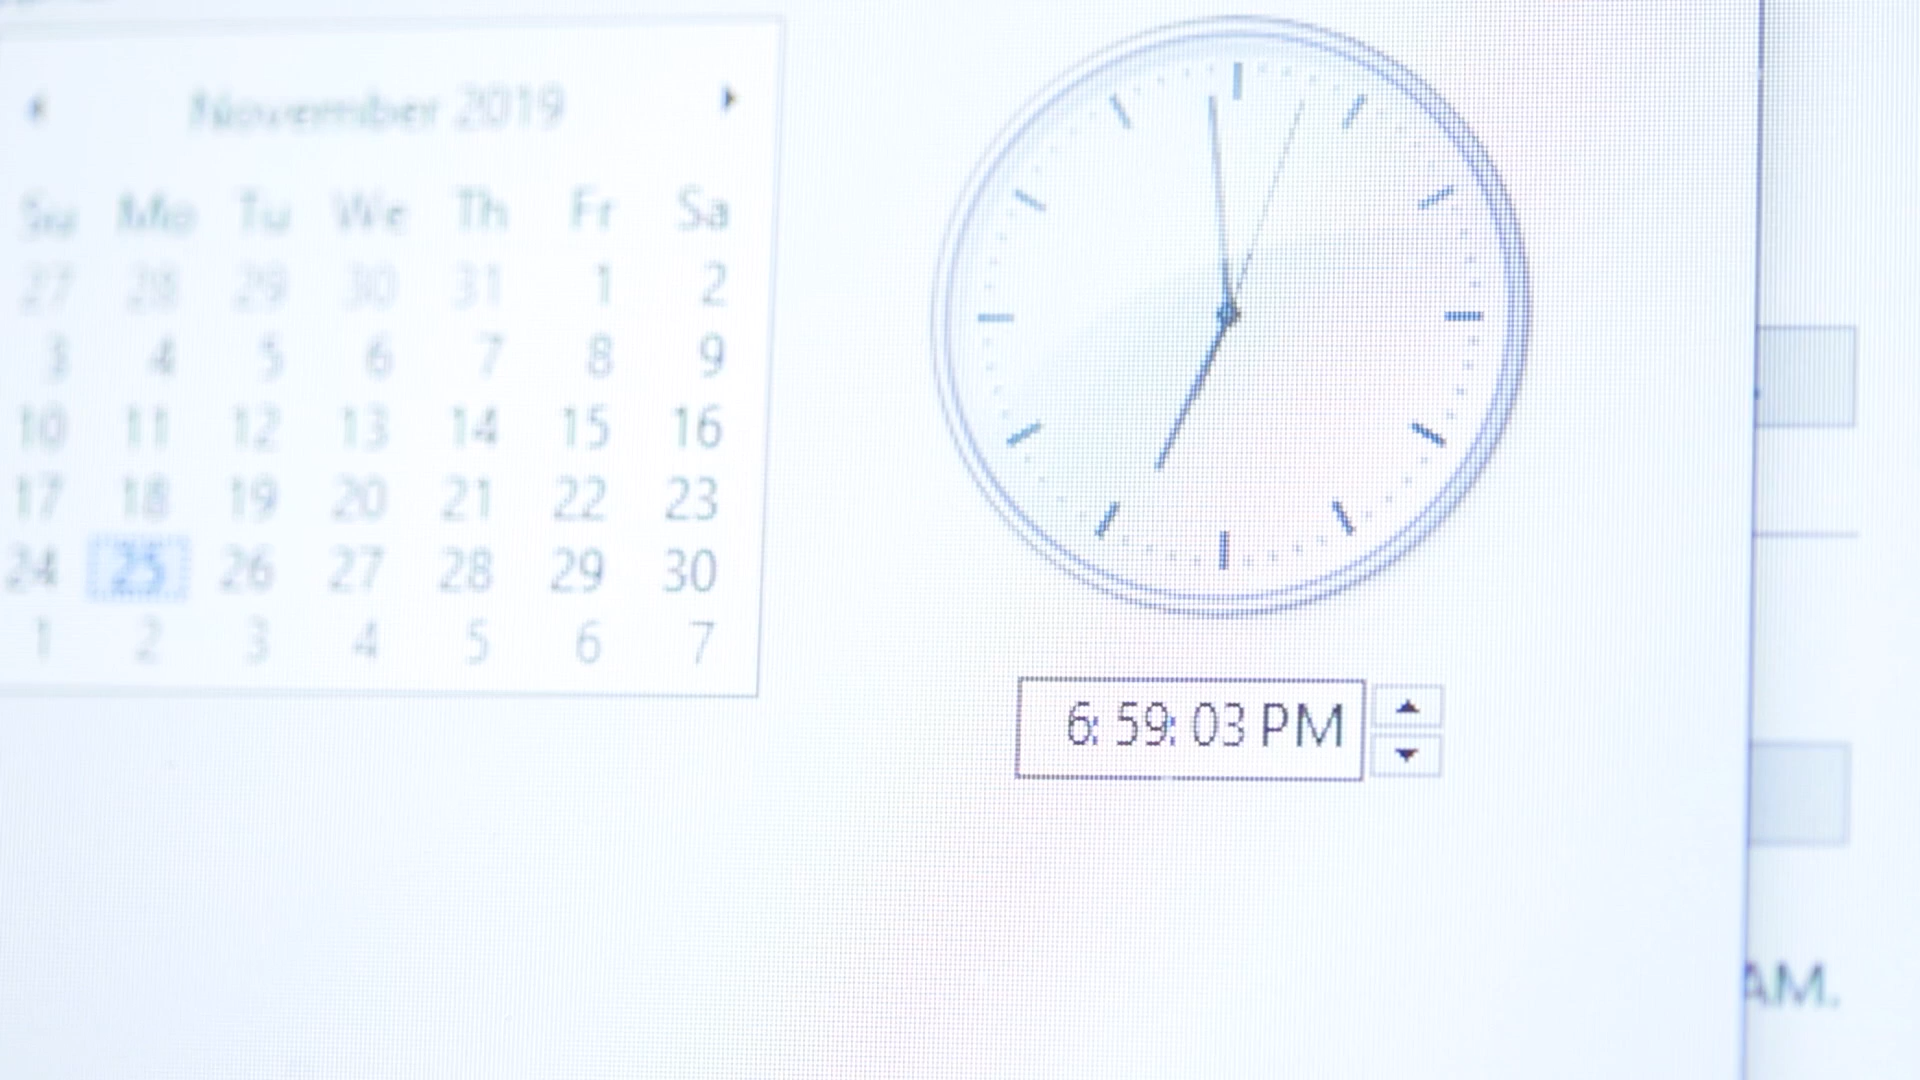 November 2019
Su Mo Tu We Th Fr Sa
27 28 29 30 31 1 2
3 4 5 6 7 8 9
10 11 12 13 14 15 16
17 18 19 20 21 22 23
24 25 26 27 28 29 30
1 2 3 4 5 6 7
6: 59: 03 PM
AM.